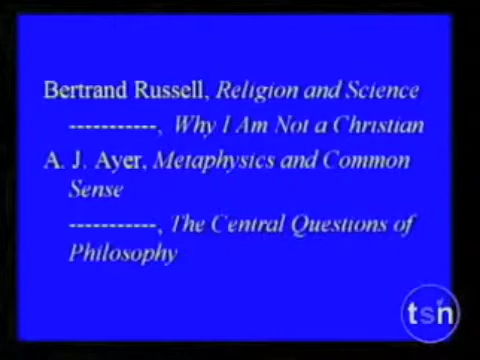 Bertrand Russell, Religion and Science
-----------, Why I Am Not a Christian
A. J. Ayer, Metaphysics and Common
Sense
-----------, The Central Questions of
Philosophy
tsn